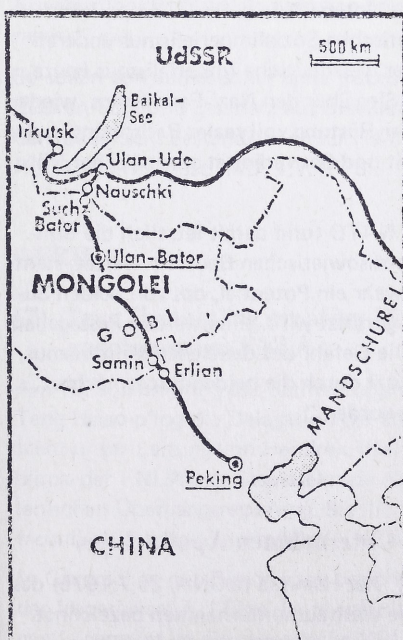 UdSSR
500 km
Baikal-
See
Irkutsk
Ulan-Ude
Nauschki
Such
Bator
Ulan-Bator
MONGOLEI
G O B I
Samin
Erlian
MANDSCHUREI
Peking
CHINA